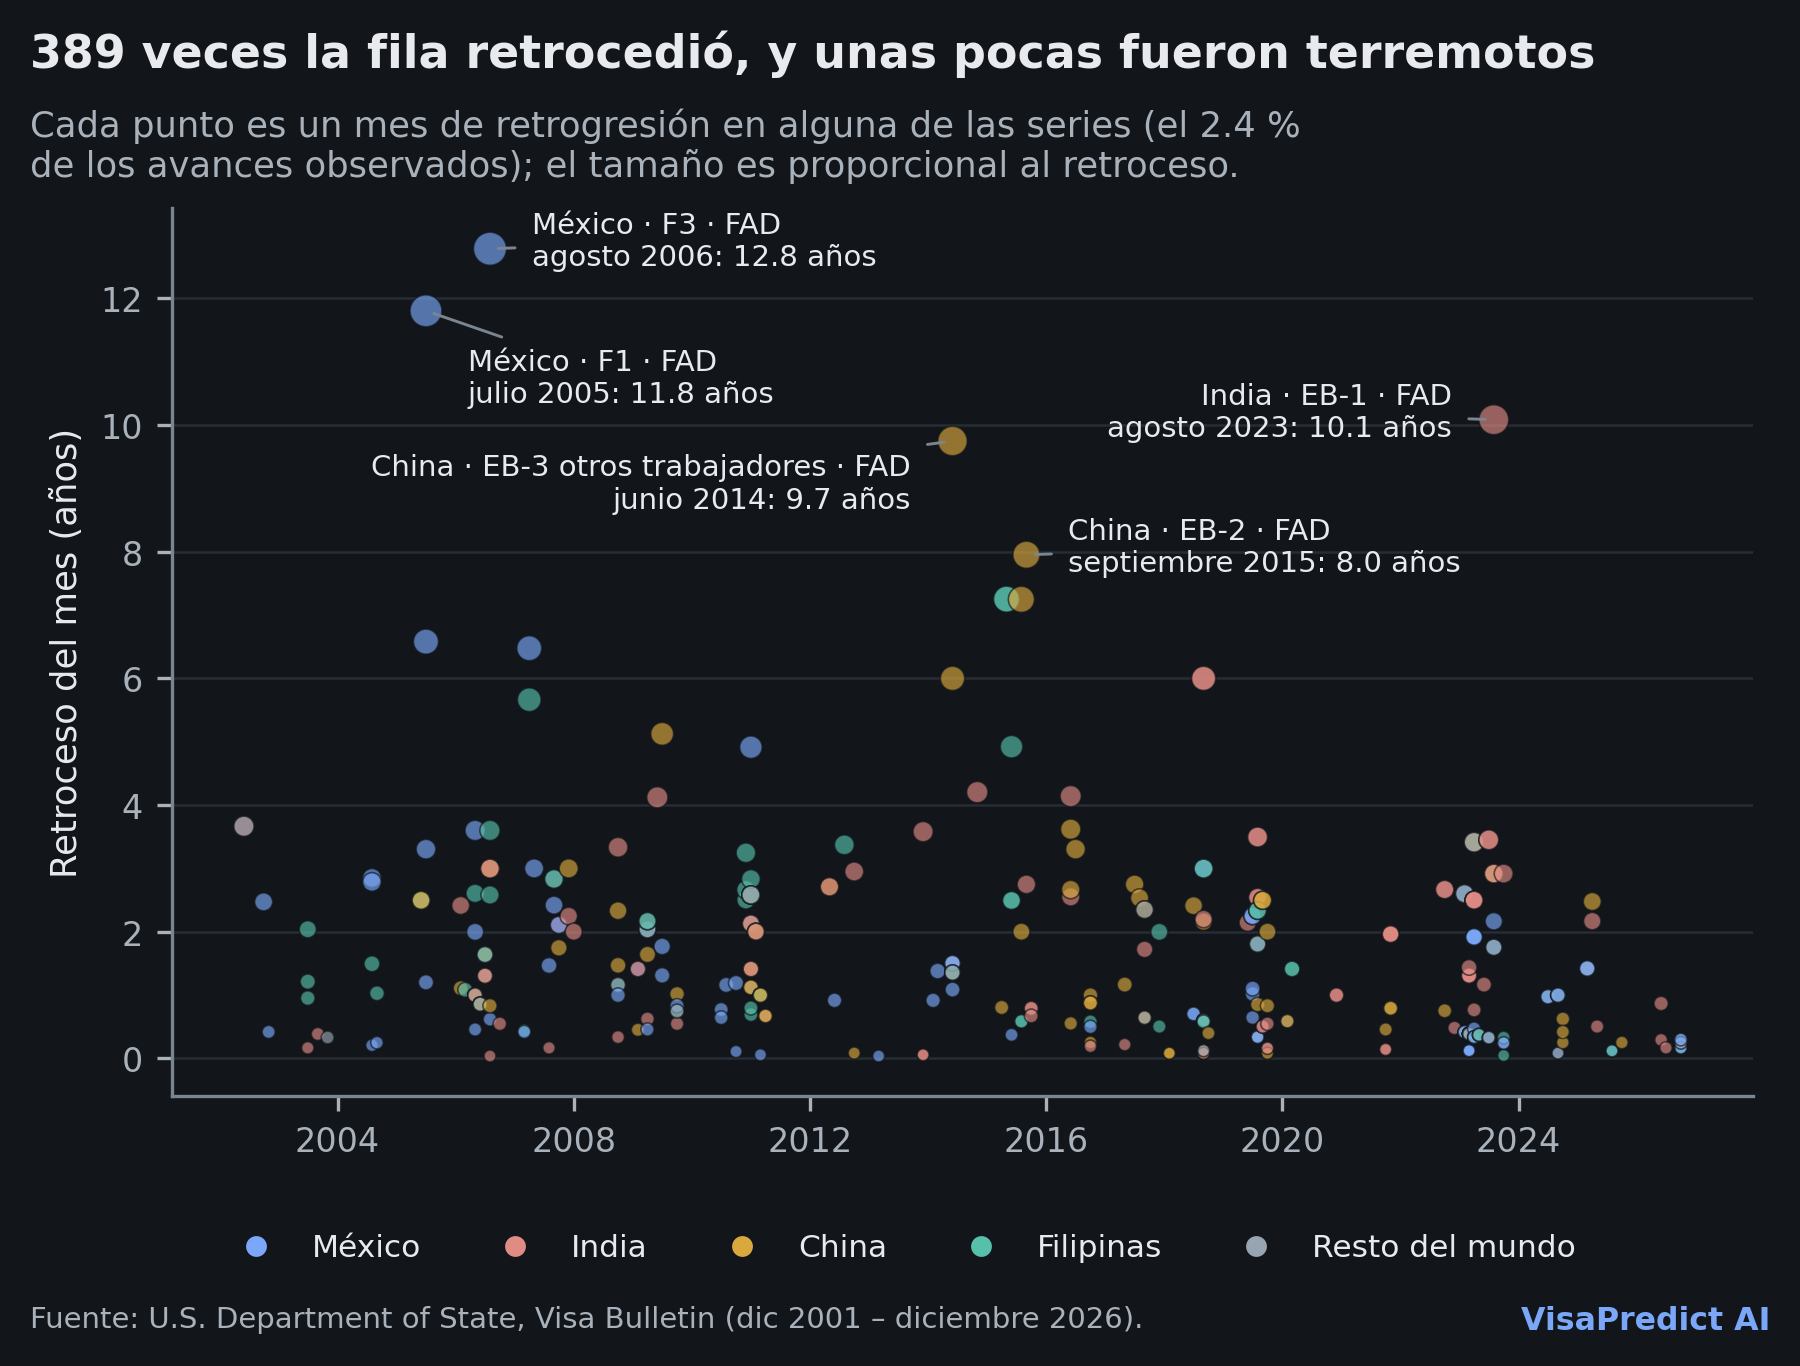 389 veces la fila retrocedió, y unas pocas fueron terremotos
Cada punto es un mes de retrogresión en alguna de las series (el 2.4 %
de los avances observados); el tamaño es proporcional al retroceso.
México · F3 · FAD
agosto 2006: 12.8 años
México · F1 · FAD
julio 2005: 11.8 años
India · EB-1 · FAD
agosto 2023: 10.1 años
China · EB-3 otros trabajadores · FAD
junio 2014: 9.7 años
China · EB-2 · FAD
septiembre 2015: 8.0 años
Retroceso del mes (años)
12
10
8
6
4
2
0
2004 2008 2012 2016 2020 2024
México India China Filipinas Resto del mundo
Fuente: U.S. Department of State, Visa Bulletin (dic 2001 – diciembre 2026).
VisaPredict AI